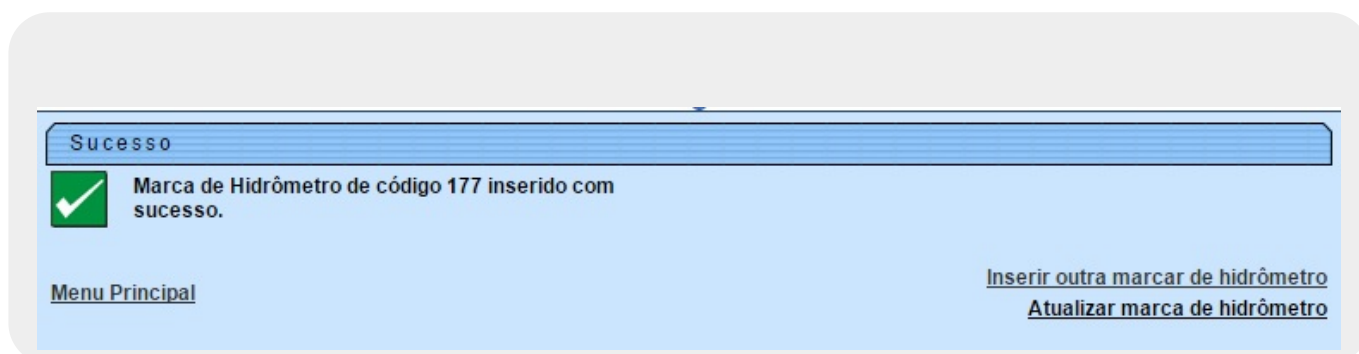 Sucesso
Marca de Hidrômetro de código 177 inserido com
sucesso.
Menu Principal
Inserir outra marcar de hidrômetro
Atualizar marca de hidrômetro